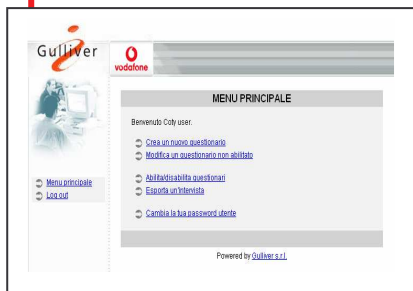 Gulliver
vodafone
MENU PRINCIPALE
Benvenuto Coty user.
Crea un nuovo questionario
Modifica un questionario non abilitato
Abilita/disabilita questionari
Esporta un'intervista
Cambia la tua password utente
Menu principale
Log out
Powered by Gulliver s.r.l.